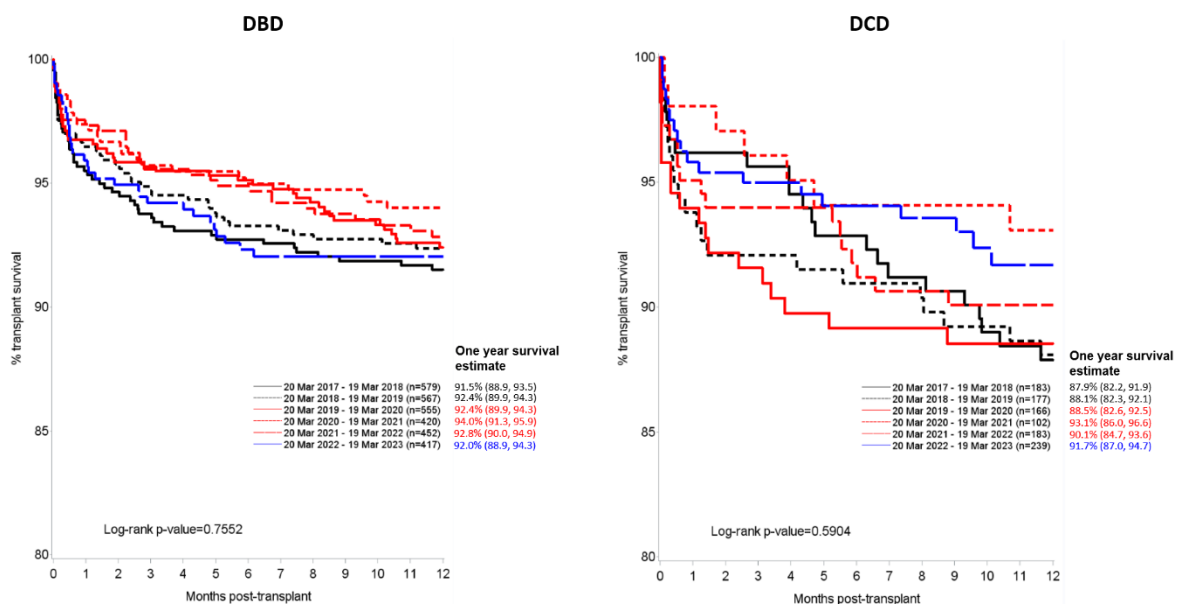 DBD
100
95
90
85
80
% transplant survival
One year survival
estimate
20 Mar 2017 - 19 Mar 2018 (n=579) 91.5% (88.9, 93.5)
20 Mar 2018 - 19 Mar 2019 (n=567) 92.4% (89.9, 94.3)
20 Mar 2019 - 19 Mar 2020 (n=555) 92.4% (89.9, 94.3)
20 Mar 2020 - 19 Mar 2021 (n=420) 94.0% (91.3, 95.9)
20 Mar 2021 - 19 Mar 2022 (n=452) 92.8% (90.0, 94.9)
20 Mar 2022 - 19 Mar 2023 (n=417) 92.0% (88.9, 94.3)
Log-rank p-value=0.7552
0 1 2 3 4 5 6 7 8 9 10 11 12
Months post-transplant
DCD
100
95
90
85
80
% transplant survival
One year survival
estimate
20 Mar 2017 - 19 Mar 2018 (n=183) 87.9% (82.2, 91.9)
20 Mar 2018 - 19 Mar 2019 (n=177) 88.1% (82.3, 92.1)
20 Mar 2019 - 19 Mar 2020 (n=166) 88.5% (82.6, 92.5)
20 Mar 2020 - 19 Mar 2021 (n=102) 93.1% (86.0, 96.6)
20 Mar 2021 - 19 Mar 2022 (n=183) 90.1% (84.7, 93.6)
20 Mar 2022 - 19 Mar 2023 (n=239) 91.7% (87.0, 94.7)
Log-rank p-value=0.5904
0 1 2 3 4 5 6 7 8 9 10 11 12
Months post-transplant